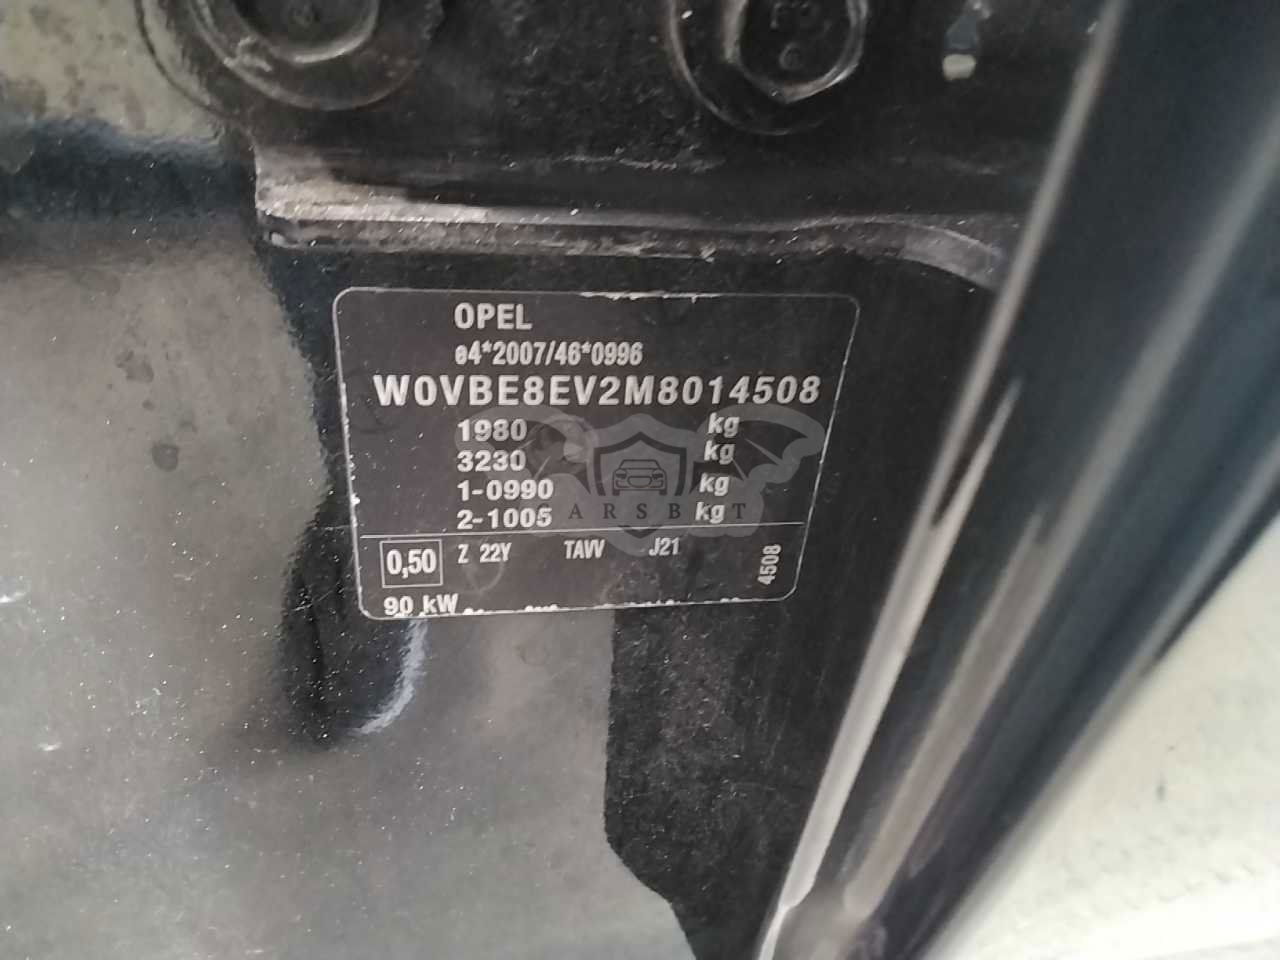 OPEL
e4*2007/46*0996
W0VBE8EV2M8014508
1980 kg
3230 kg
1-0990 kg
2-1005 kg
0,50 Z 22Y TAVV J21 4508
90 kW